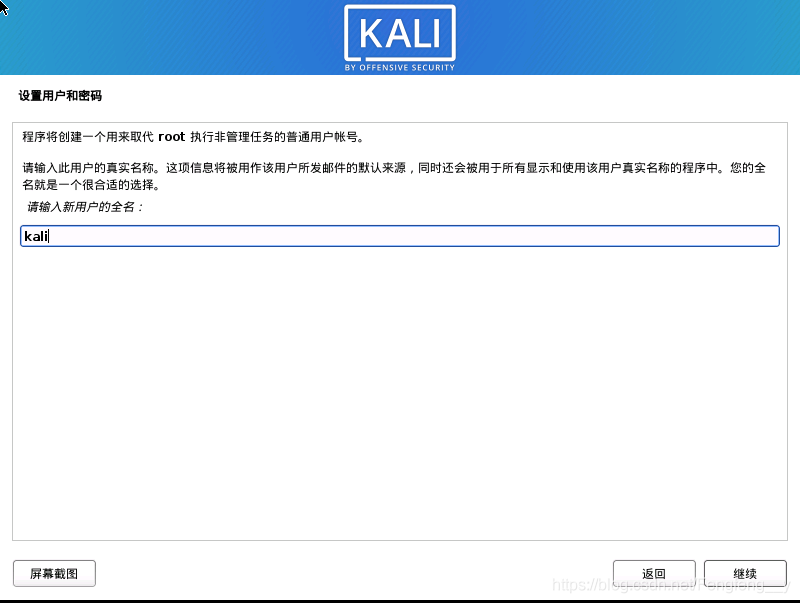 KALI
BY OFFENSIVE SECURITY
设置用户和密码
程序将创建一个用来取代 root 执行非管理任务的普通用户帐号。
请输入此用户的真实名称。这项信息将被用作该用户所发邮件的默认来源，同时还会被用于所有显示和使用该用户真实名称的程序中。您的全
名就是一个很合适的选择。
请输入新用户的全名：
kali
屏幕截图
返回
继续